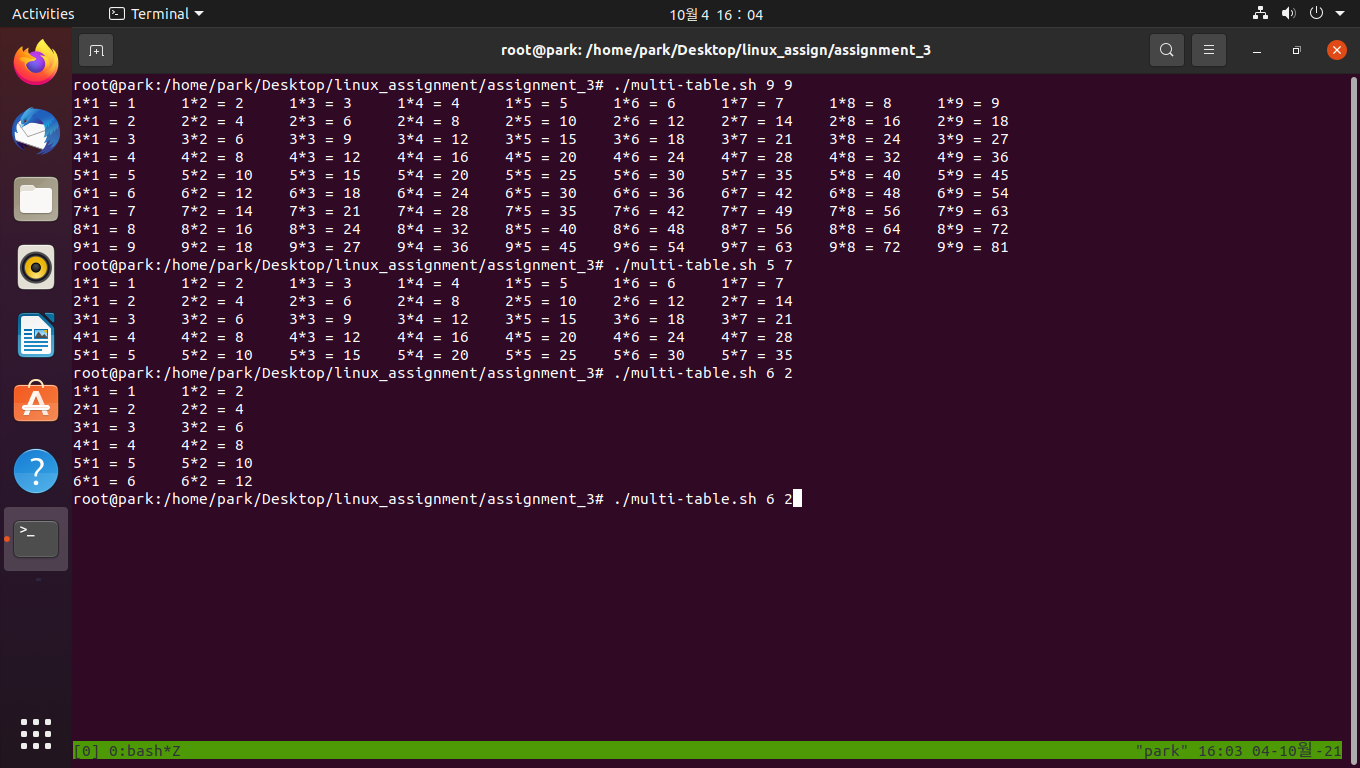 Activities Terminal 10월 4 16 : 04
root@park: /home/park/Desktop/linux_assign/assignment_3
root@park:/home/park/Desktop/linux_assignment/assignment_3# ./multi-table.sh 9 9
1*1 = 1 1*2 = 2 1*3 = 3 1*4 = 4 1*5 = 5 1*6 = 6 1*7 = 7 1*8 = 8 1*9 = 9
2*1 = 2 2*2 = 4 2*3 = 6 2*4 = 8 2*5 = 10 2*6 = 12 2*7 = 14 2*8 = 16 2*9 = 18
3*1 = 3 3*2 = 6 3*3 = 9 3*4 = 12 3*5 = 15 3*6 = 18 3*7 = 21 3*8 = 24 3*9 = 27
4*1 = 4 4*2 = 8 4*3 = 12 4*4 = 16 4*5 = 20 4*6 = 24 4*7 = 28 4*8 = 32 4*9 = 36
5*1 = 5 5*2 = 10 5*3 = 15 5*4 = 20 5*5 = 25 5*6 = 30 5*7 = 35 5*8 = 40 5*9 = 45
6*1 = 6 6*2 = 12 6*3 = 18 6*4 = 24 6*5 = 30 6*6 = 36 6*7 = 42 6*8 = 48 6*9 = 54
7*1 = 7 7*2 = 14 7*3 = 21 7*4 = 28 7*5 = 35 7*6 = 42 7*7 = 49 7*8 = 56 7*9 = 63
8*1 = 8 8*2 = 16 8*3 = 24 8*4 = 32 8*5 = 40 8*6 = 48 8*7 = 56 8*8 = 64 8*9 = 72
9*1 = 9 9*2 = 18 9*3 = 27 9*4 = 36 9*5 = 45 9*6 = 54 9*7 = 63 9*8 = 72 9*9 = 81
root@park:/home/park/Desktop/linux_assignment/assignment_3# ./multi-table.sh 5 7
1*1 = 1 1*2 = 2 1*3 = 3 1*4 = 4 1*5 = 5 1*6 = 6 1*7 = 7
2*1 = 2 2*2 = 4 2*3 = 6 2*4 = 8 2*5 = 10 2*6 = 12 2*7 = 14
3*1 = 3 3*2 = 6 3*3 = 9 3*4 = 12 3*5 = 15 3*6 = 18 3*7 = 21
4*1 = 4 4*2 = 8 4*3 = 12 4*4 = 16 4*5 = 20 4*6 = 24 4*7 = 28
5*1 = 5 5*2 = 10 5*3 = 15 5*4 = 20 5*5 = 25 5*6 = 30 5*7 = 35
root@park:/home/park/Desktop/linux_assignment/assignment_3# ./multi-table.sh 6 2
1*1 = 1 1*2 = 2
2*1 = 2 2*2 = 4
3*1 = 3 3*2 = 6
4*1 = 4 4*2 = 8
5*1 = 5 5*2 = 10
6*1 = 6 6*2 = 12
root@park:/home/park/Desktop/linux_assignment/assignment_3# ./multi-table.sh 6 2
[0] 0:bash*Z "park" 16:03 04-10월-21